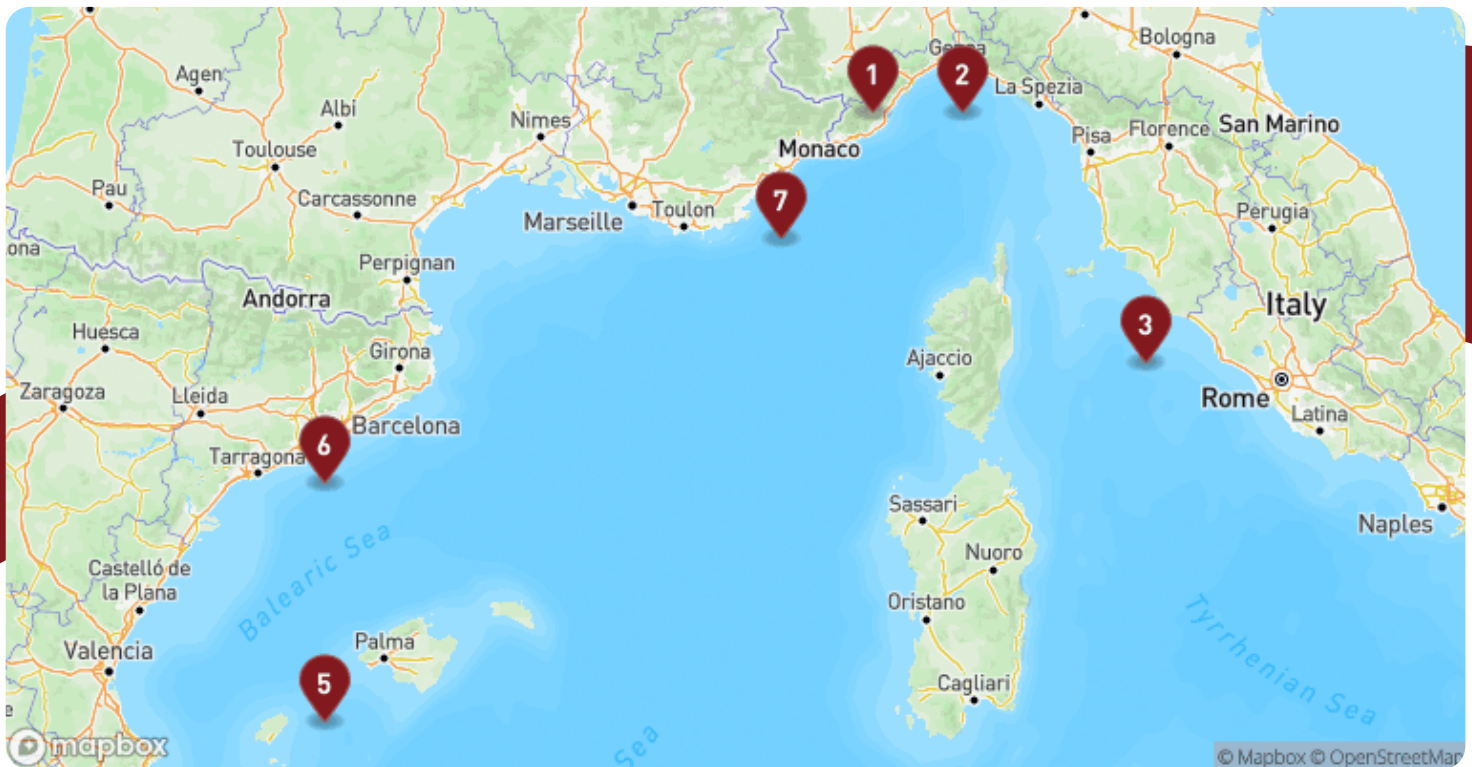 Bologna
Genoa
Agen
1
2
La Spezia
Albi
Nimes
Pisa
Florence
San Marino
Toulouse
Monaco
Pau
Carcassonne
7
Marseille
Toulon
Perugia
ona
Perpignan
Andorra
Italy
Huesca
3
Girona
Ajaccio
Zaragoza
Lleida
Rome
Latina
Barcelona
6
Tarragona
Sassari
Naples
Balearic Sea
Nuoro
Castelló de
la Plana
Oristano
Tyrrhenian Sea
Valencia
Palma
5
Cagliari
e
Sea
mapbox
© Mapbox © OpenStreetMap